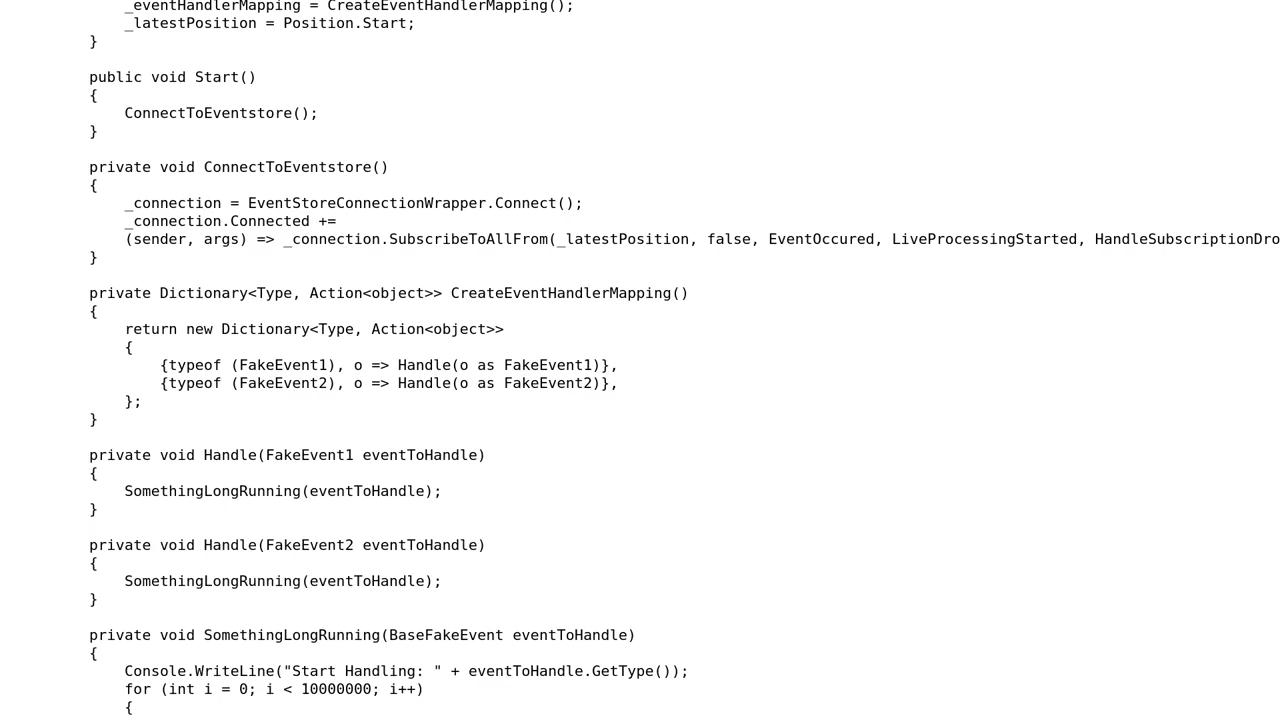 _eventHandlerMapping = CreateEventHandlerMapping();
_latestPosition = Position.Start;
}
public void Start()
{
ConnectToEventstore();
}
private void ConnectToEventstore()
{
_connection = EventStoreConnectionWrapper.Connect();
_connection.Connected +=
(sender, args) => _connection.SubscribeToAllFrom(_latestPosition, false, EventOccured, LiveProcessingStarted, HandleSubscriptionDro
}
private Dictionary<Type, Action<object>> CreateEventHandlerMapping()
{
return new Dictionary<Type, Action<object>>
{
{typeof (FakeEvent1), o => Handle(o as FakeEvent1)},
{typeof (FakeEvent2), o => Handle(o as FakeEvent2)},
};
}
private void Handle(FakeEvent1 eventToHandle)
{
SomethingLongRunning(eventToHandle);
}
private void Handle(FakeEvent2 eventToHandle)
{
SomethingLongRunning(eventToHandle);
}
private void SomethingLongRunning(BaseFakeEvent eventToHandle)
{
Console.WriteLine("Start Handling: " + eventToHandle.GetType());
for (int i = 0; i < 10000000; i++)
{